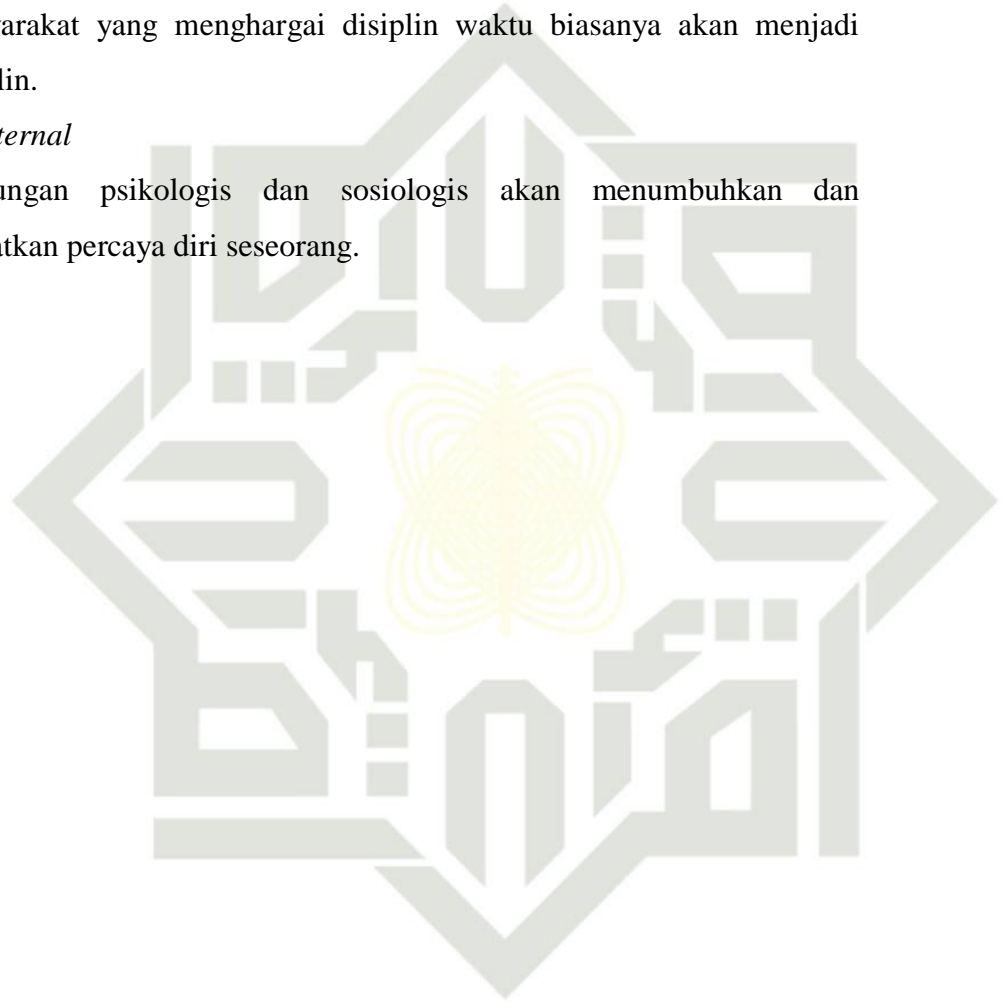 arakat yang menghargai disiplin waktu biasanya akan menjadi
lin.
ternal
ungan psikologis dan sosiologis akan menumbuhkan dan
atkan percaya diri seseorang.